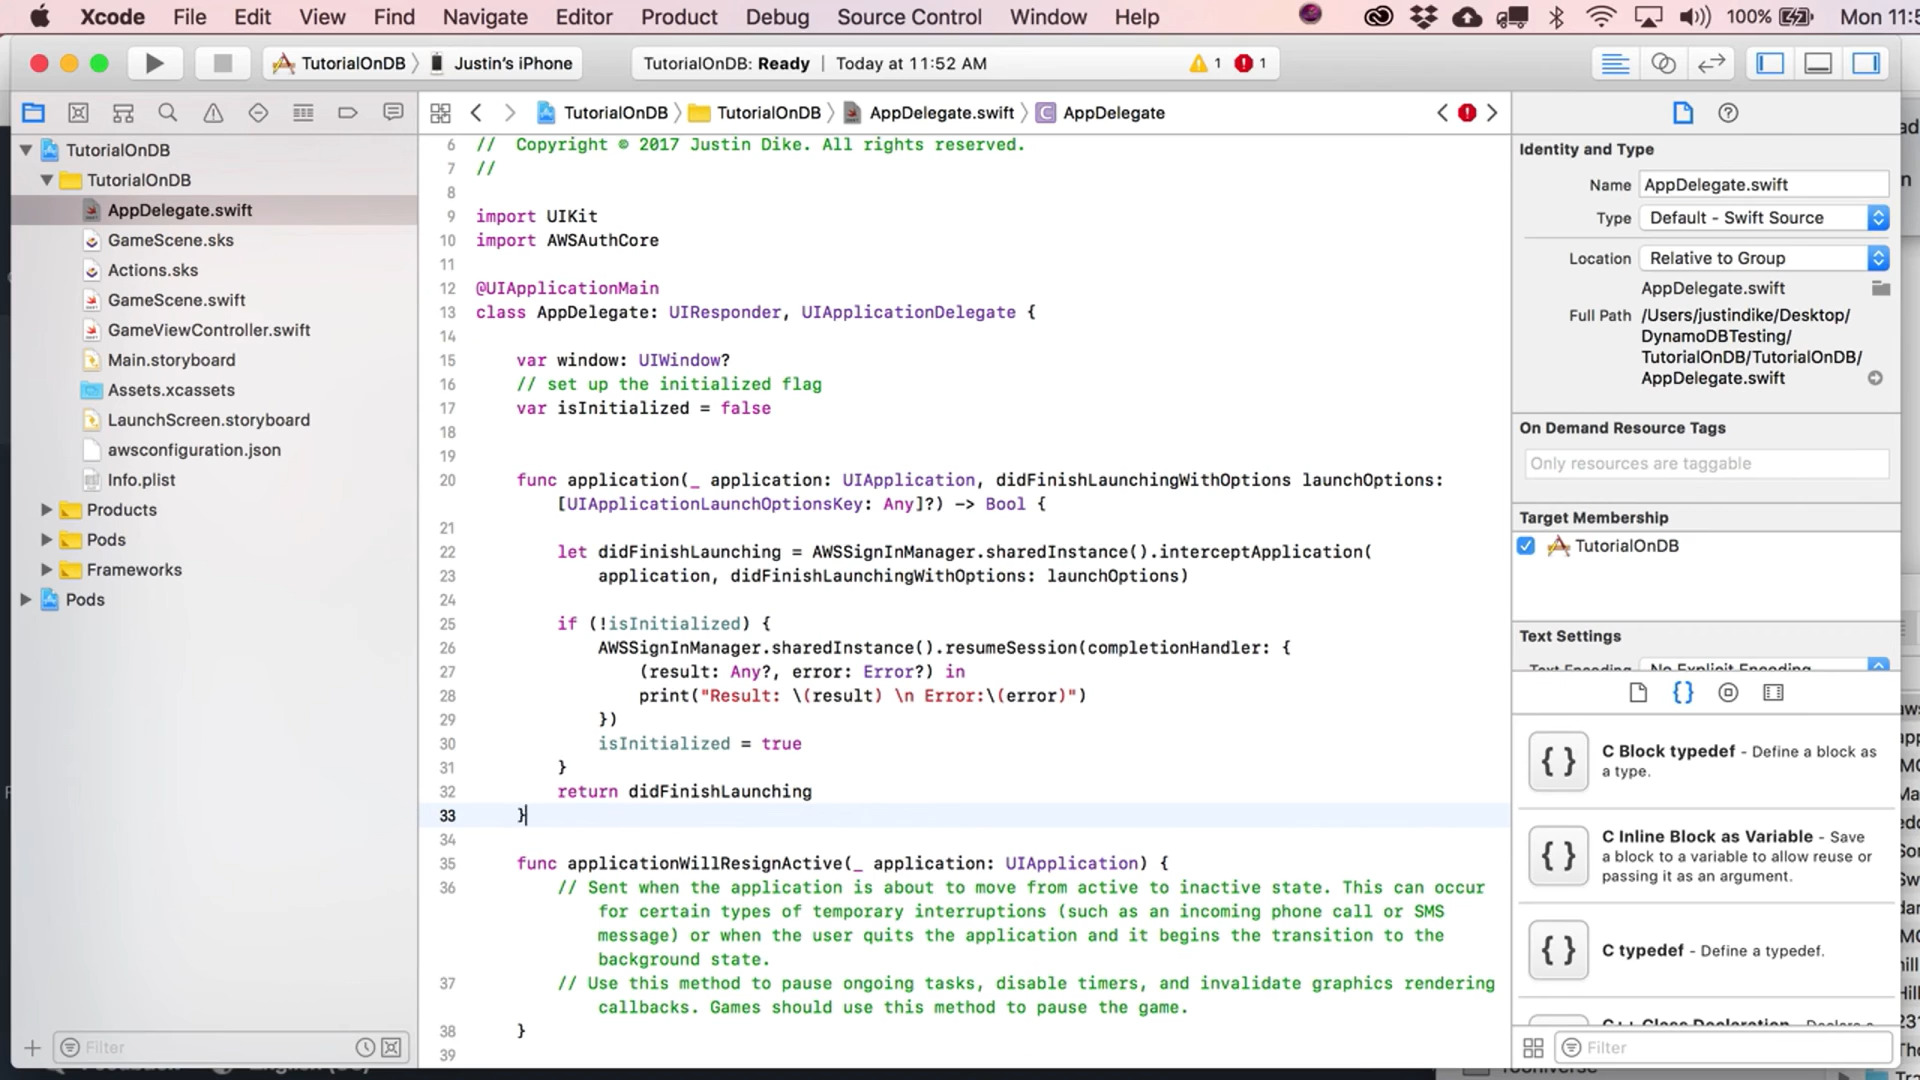 Xcode File Edit View Find Navigate Editor Product Debug Source Control Window Help 100% Mon 11:5
TutorialOnDB Justin's iPhone
TutorialOnDB: Ready | Today at 11:52 AM 1 1
TutorialOnDB TutorialOnDB AppDelegate.swift AppDelegate
TutorialOnDB
TutorialOnDB
AppDelegate.swift
GameScene.sks
Actions.sks
GameScene.swift
GameViewController.swift
Main.storyboard
Assets.xcassets
LaunchScreen.storyboard
awsconfiguration.json
Info.plist
Products
Pods
Frameworks
Pods
Filter
6 // Copyright © 2017 Justin Dike. All rights reserved.
7 //
8
9 import UIKit
10 import AWSAuthCore
11
12 @UIApplicationMain
13 class AppDelegate: UIResponder, UIApplicationDelegate {
14
15 var window: UIWindow?
16 // set up the initialized flag
17 var isInitialized = false
18
19
20 func application(_ application: UIApplication, didFinishLaunchingWithOptions launchOptions:
[UIApplicationLaunchOptionsKey: Any]?) -> Bool {
21
22 let didFinishLaunching = AWSSignInManager.sharedInstance().interceptApplication(
23 application, didFinishLaunchingWithOptions: launchOptions)
24
25 if (!isInitialized) {
26 AWSSignInManager.sharedInstance().resumeSession(completionHandler: {
27 (result: Any?, error: Error?) in
28 print("Result: \(result) \n Error:\(error)")
29 })
30 isInitialized = true
31 }
32 return didFinishLaunching
33 }
34
35 func applicationWillResignActive(_ application: UIApplication) {
36 // Sent when the application is about to move from active to inactive state. This can occur
for certain types of temporary interruptions (such as an incoming phone call or SMS
message) or when the user quits the application and it begins the transition to the
background state.
37 // Use this method to pause ongoing tasks, disable timers, and invalidate graphics rendering
callbacks. Games should use this method to pause the game.
38 }
39
Identity and Type
Name AppDelegate.swift
Type Default - Swift Source
Location Relative to Group
AppDelegate.swift
Full Path /Users/justindike/Desktop/
DynamoDBTesting/
TutorialOnDB/TutorialOnDB/
AppDelegate.swift
On Demand Resource Tags
Only resources are taggable
Target Membership
TutorialOnDB
Text Settings
Text Encoding No Explicit Encoding
{ } C Block typedef - Define a block as
a type.
{ } C Inline Block as Variable - Save
a block to a variable to allow reuse or
passing it as an argument.
{ } C typedef - Define a typedef.
C++ Class Declaration - Declare a
Filter